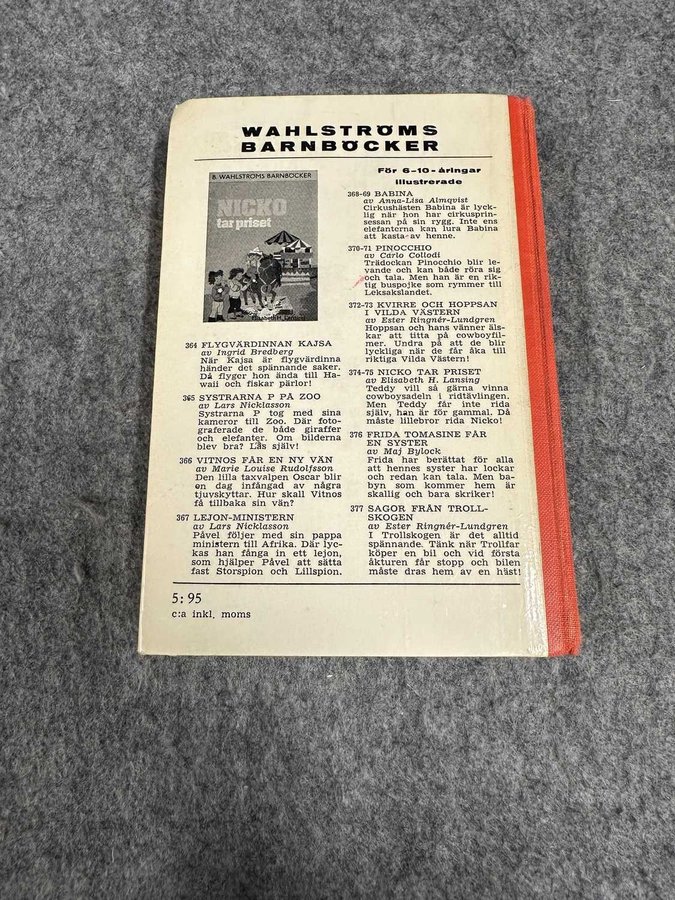 WAHLSTRÖMS
BARNBÖCKER
B. WAHLSTRÖMS BARNBÖCKER
NICKO
tar priset
364 FLYGVÄRDINNAN KAJSA
av Ingrid Bredberg
När Kajsa är flygvärdinna
händer det spännande saker.
Då flyger hon ända till Ha-
waii och fiskar pärlor!
365 SYSTRARNA P PÅ ZOO
av Lars Nicklasson
Systrarna P tog med sina
kameror till Zoo. Där foto-
graferade de både giraffer
och elefanter. Om bilderna
blev bra? Läs själv!
366 VITNOS FÅR EN NY VÄN
av Marie Louise Rudolfsson
Den lilla taxvalpen Oscar blir
en dag infångad av några
tjuvskyttar. Hur skall Vitnos
få tillbaka sin vän?
367 LEJON-MINISTERN
av Lars Nicklasson
Påvel följer med sin pappa
ministern till Afrika. Där lyc-
kas han fånga in ett lejon,
som hjälper Påvel att sätta
fast Storspion och Lillspion.
För 6-10-åringar
illustrerade
368-69 BABINA
av Anna-Lisa Almqvist
Cirkushästen Babina är lyck-
lig när hon har cirkusprin-
sessan på sin rygg. Inte ens
elefanterna kan lura Babina
att kasta av henne.
370-71 PINOCCHIO
av Carlo Collodi
Trädockan Pinocchio blir le-
vande och kan både röra sig
och tala. Men han är en rik-
tig buspojke som rymmer till
Leksakslandet.
372-73 KVIRRE OCH HOPPSAN
I VILDA VÄSTERN
av Ester Ringnér-Lundgren
Hoppsan och hans vänner äls-
kar att titta på cowboyfil-
mer. Undra på att de blir
lyckliga när de får åka till
riktiga Vilda Västern!
374-75 NICKO TAR PRISET
av Elisabeth H. Lansing
Teddy vill så gärna vinna
cowboysadeln i ridtävlingen.
Men Teddy får inte rida
själv, han är för gammal. Då
måste lillebror rida Nicko!
376 FRIDA TOMASINE FÅR
EN SYSTER
av Maj Bylock
Frida har berättat för alla
att hennes syster har lockar
och redan kan tala. Men ba-
byn som kommer hem är
skallig och bara skriker!
377 SAGOR FRÅN TROLL-
SKOGEN
av Ester Ringnér-Lundgren
I Trollskogen är det alltid
spännande. Tänk när Trollfar
köper en bil och vid första
åkturen får stopp och bilen
måste dras hem av en häst!
5:95
c:a inkl. moms